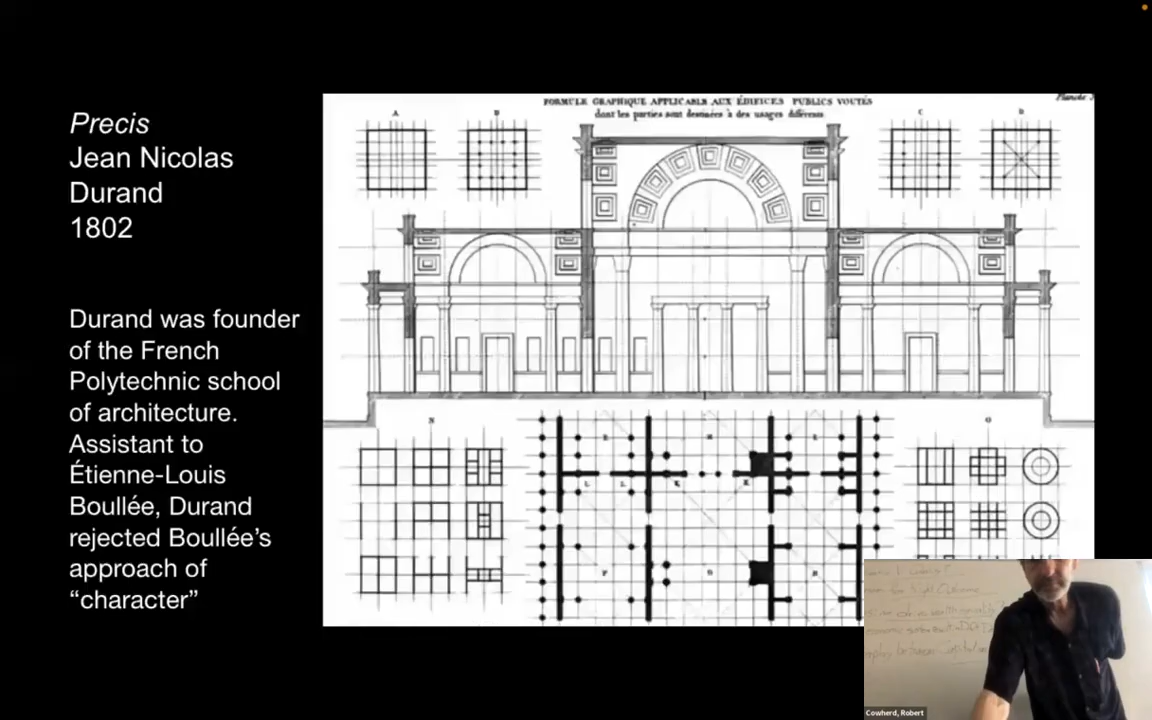 Precis
Jean Nicolas
Durand
1802
Durand was founder
of the French
Polytechnic school
of architecture.
Assistant to
Étienne-Louis
Boullée, Durand
rejected Boullée’s
approach of
“character”
FORMULE GRAPHIQUE APPLICABLE AUX ÉDIFICES PUBLICS VOUTÉS
dont les parties sont destinées à des usages différens
Planche
A
B
C
N
O
Cowherd, Robert